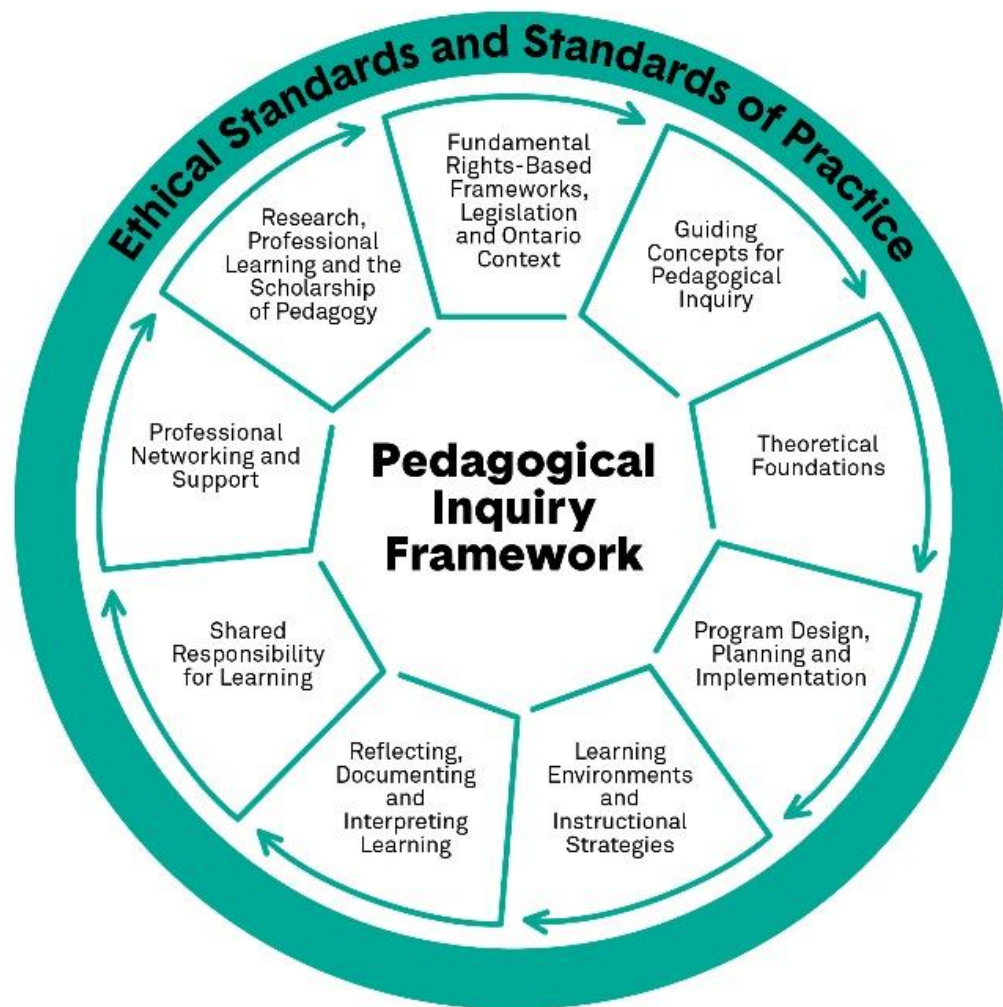 Ethical Standards and Standards of Practice
Fundamental
Rights-Based
Frameworks,
Legislation
and Ontario
Context
Guiding
Concepts for
Pedagogical
Inquiry
Theoretical
Foundations
Program Design,
Planning and
Implementation
Learning
Environments
and
Instructional
Strategies
Reflecting,
Documenting
and
Interpreting
Learning
Shared
Responsibility
for Learning
Professional
Networking and
Support
Research,
Professional
Learning and the
Scholarship
of Pedagogy
Pedagogical
Inquiry
Framework